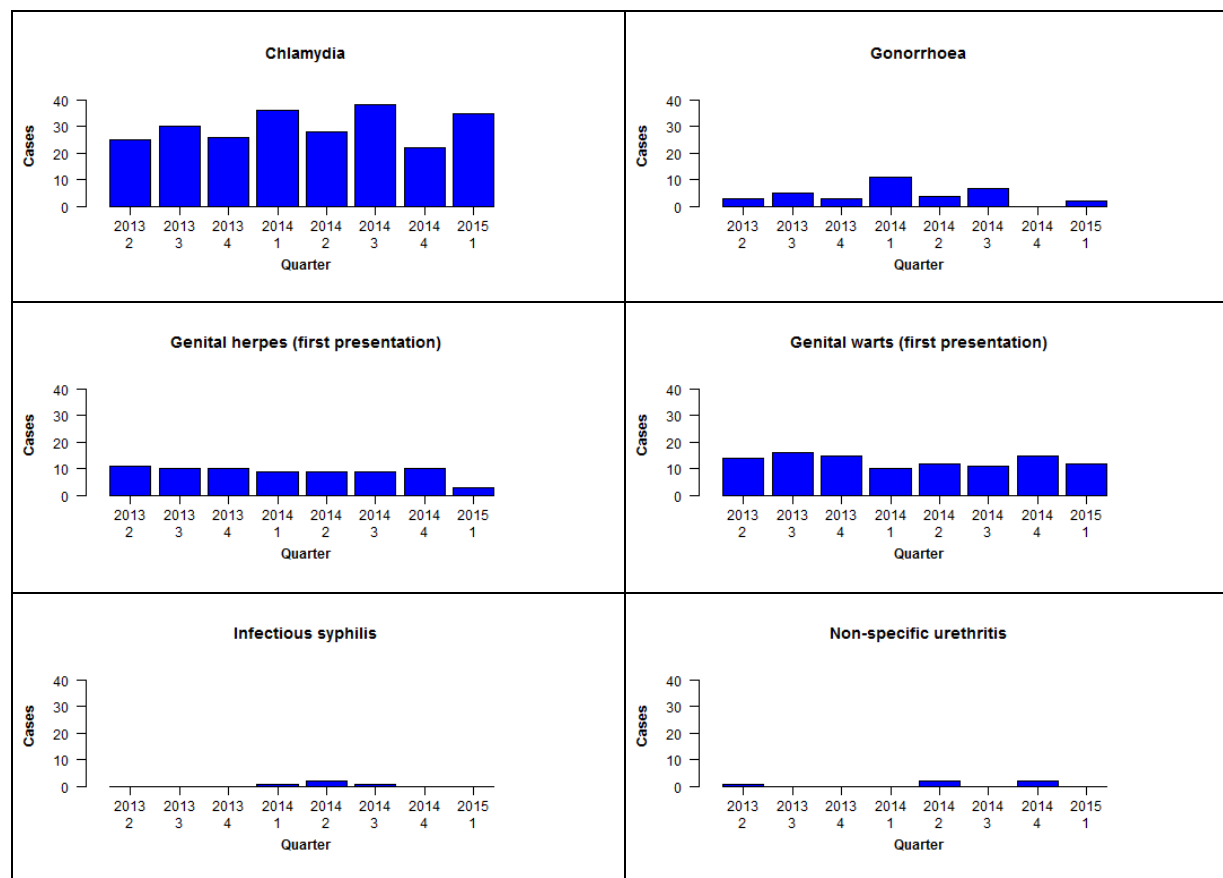 Chlamydia
40
30
20
10
0
Cases
2013 2013 2013 2014 2014 2014 2014 2015
2 3 4 1 2 3 4 1
Quarter
Gonorrhoea
40
30
20
10
0
Cases
2013 2013 2013 2014 2014 2014 2014 2015
2 3 4 1 2 3 4 1
Quarter
Genital herpes (first presentation)
40
30
20
10
0
Cases
2013 2013 2013 2014 2014 2014 2014 2015
2 3 4 1 2 3 4 1
Quarter
Genital warts (first presentation)
40
30
20
10
0
Cases
2013 2013 2013 2014 2014 2014 2014 2015
2 3 4 1 2 3 4 1
Quarter
Infectious syphilis
40
30
20
10
0
Cases
2013 2013 2013 2014 2014 2014 2014 2015
2 3 4 1 2 3 4 1
Quarter
Non-specific urethritis
40
30
20
10
0
Cases
2013 2013 2013 2014 2014 2014 2014 2015
2 3 4 1 2 3 4 1
Quarter